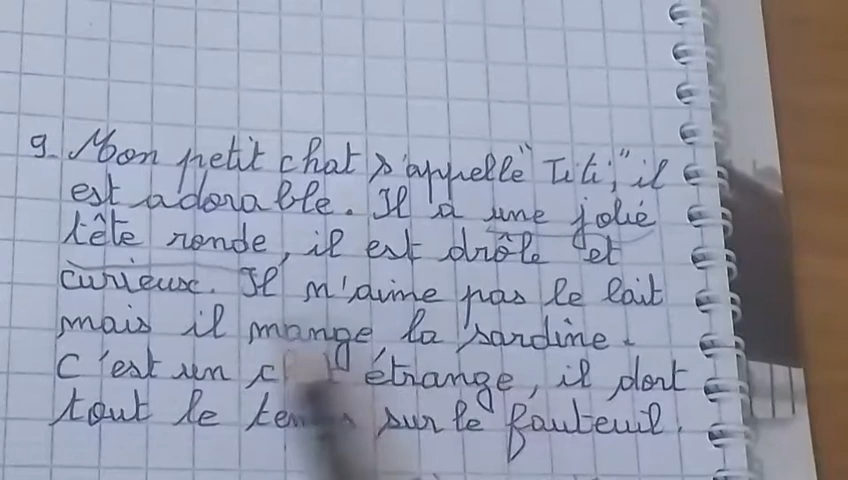 9. Mon petit chat s'appelle "Titi", il
est adorable. Il a une jolie
tête ronde, il est drôle et
curieux. Il n'aime pas le lait
mais il mange la sardine.
C'est un étrange, il dort
tout le sur le fauteuil.